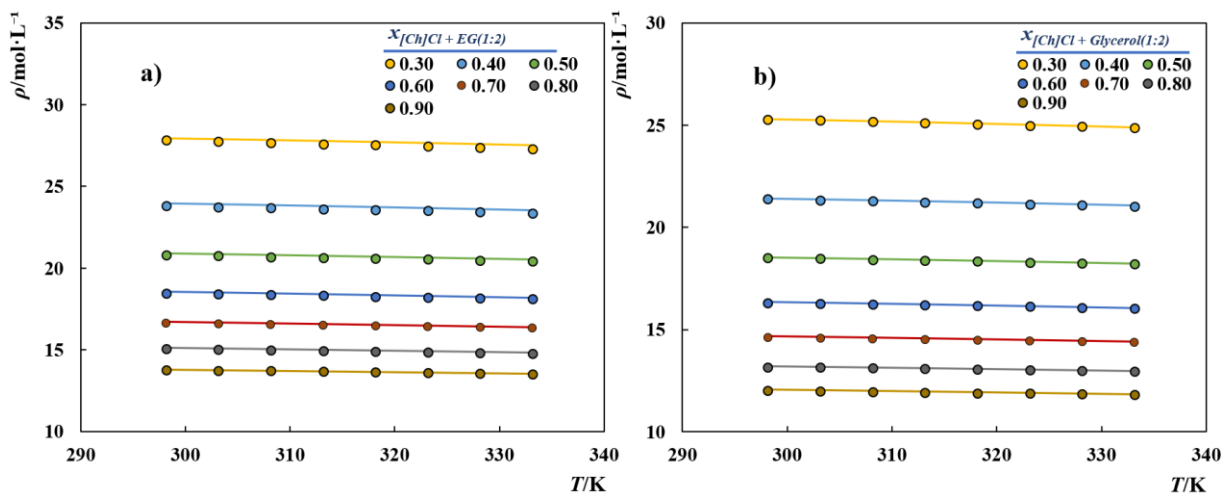 35
30
25
20
15
10
ρ/mol·L⁻¹
a)
x[Ch]Cl + EG(1:2)
0.30 0.40 0.50
0.60 0.70 0.80
0.90
290 300 310 320 330 340
T/K
30
25
20
15
10
ρ/mol·L⁻¹
b)
x[Ch]Cl + Glycerol(1:2)
0.30 0.40 0.50
0.60 0.70 0.80
0.90
290 300 310 320 330 340
T/K